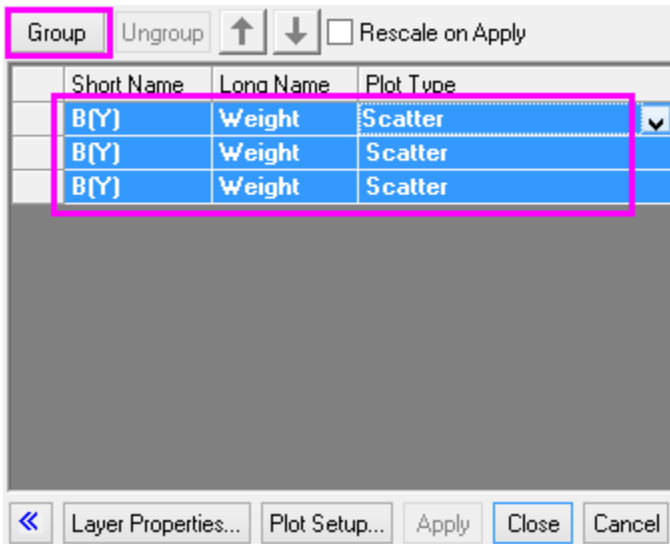 Group Ungroup Rescale on Apply
Short Name Long Name Plot Type
B(Y) Weight Scatter
B(Y) Weight Scatter
B(Y) Weight Scatter
Layer Properties... Plot Setup... Apply Close Cancel